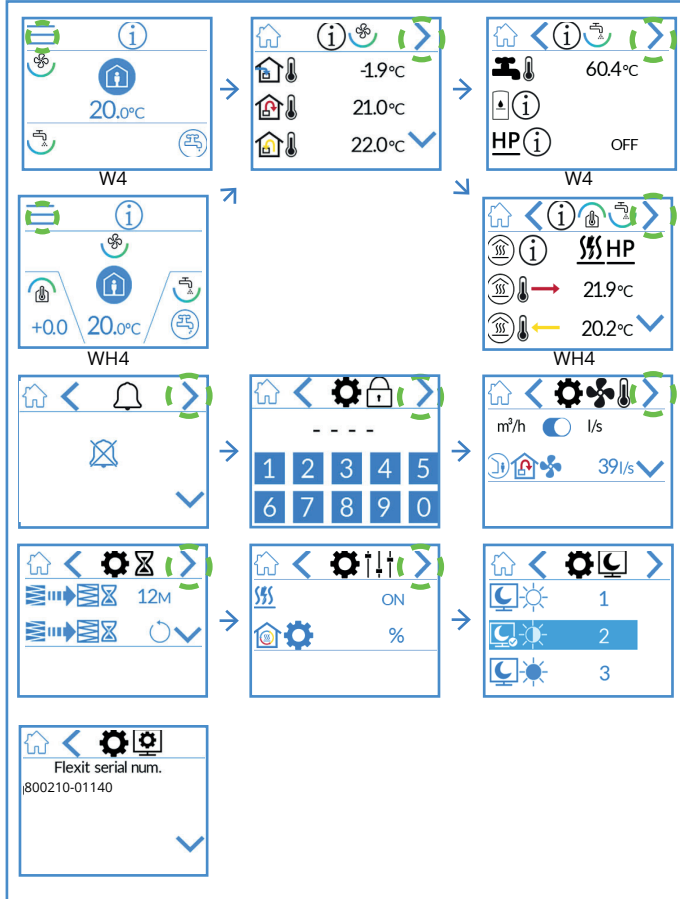 20.0°C
W4
-1.9°C
21.0°C
22.0°C
60.4°C
HP OFF
W4
+0.0 20.0°C
WH4
HP
21.9°C
20.2°C
WH4
- - - -
1 2 3 4 5
6 7 8 9 0
m³/h l/s
39 l/s
12M
ON
%
1
2
3
Flexit serial num.
800210-01140